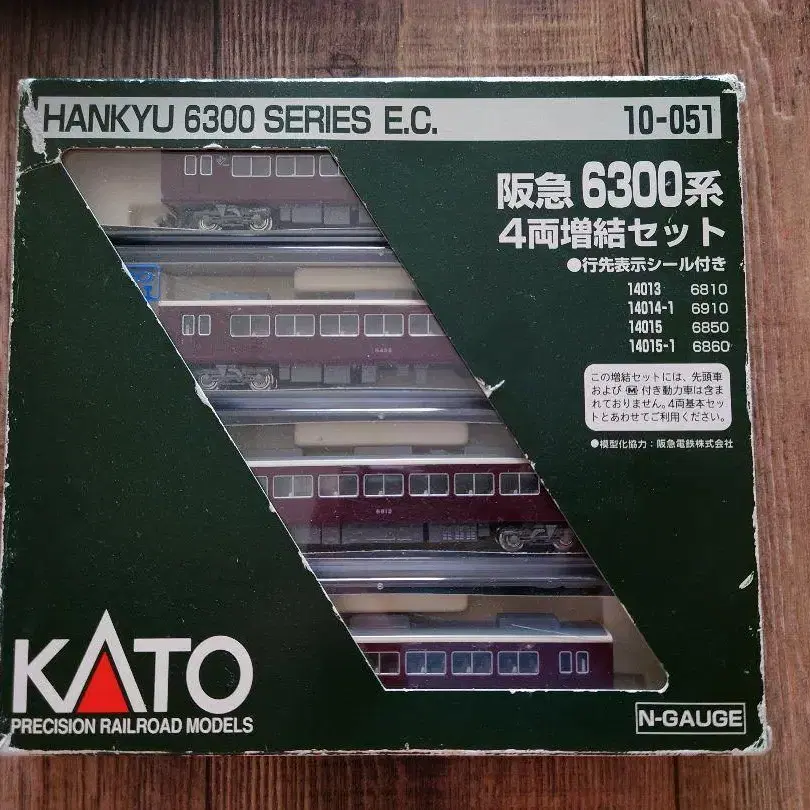 HANKYU 6300 SERIES E.C.
10-051
阪急 6300系
4両増結セット
●行先表示シール付き
14013 6810
14014-1 6910
14015 6850
14015-1 6860
この増結セットには、先頭車
および Ⓜ 付き動力車は含ま
れておりません。4両基本セッ
トとあわせてご利用ください。
●模型化協力：阪急電鉄株式会社
KATO
PRECISION RAILROAD MODELS
N-GAUGE